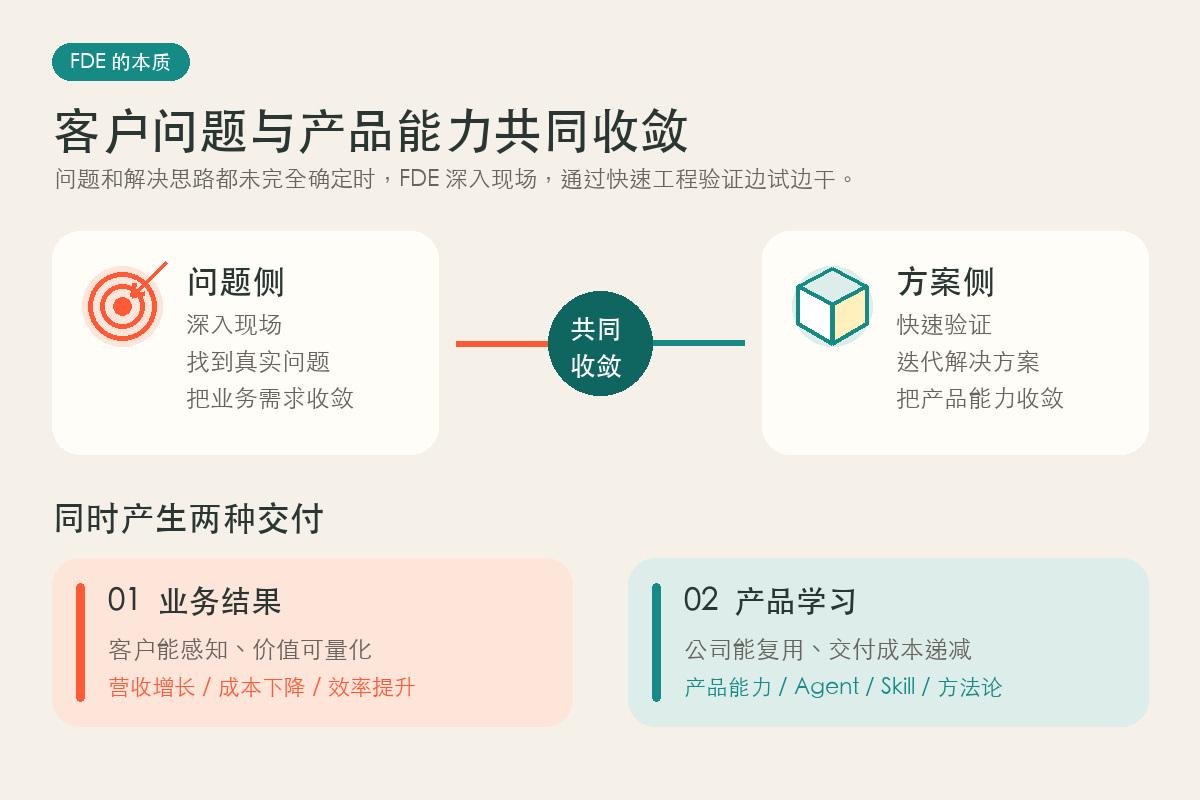 FDE 的本质
客户问题与产品能力共同收敛
问题和解决思路都未完全确定时，FDE 深入现场，通过快速工程验证边试边干。
问题侧
深入现场
找到真实问题
把业务需求收敛
共同
收敛
方案侧
快速验证
迭代解决方案
把产品能力收敛
同时产生两种交付
01 业务结果
客户能感知、价值可量化
营收增长 / 成本下降 / 效率提升
02 产品学习
公司能复用、交付成本递减
产品能力 / Agent / Skill / 方法论